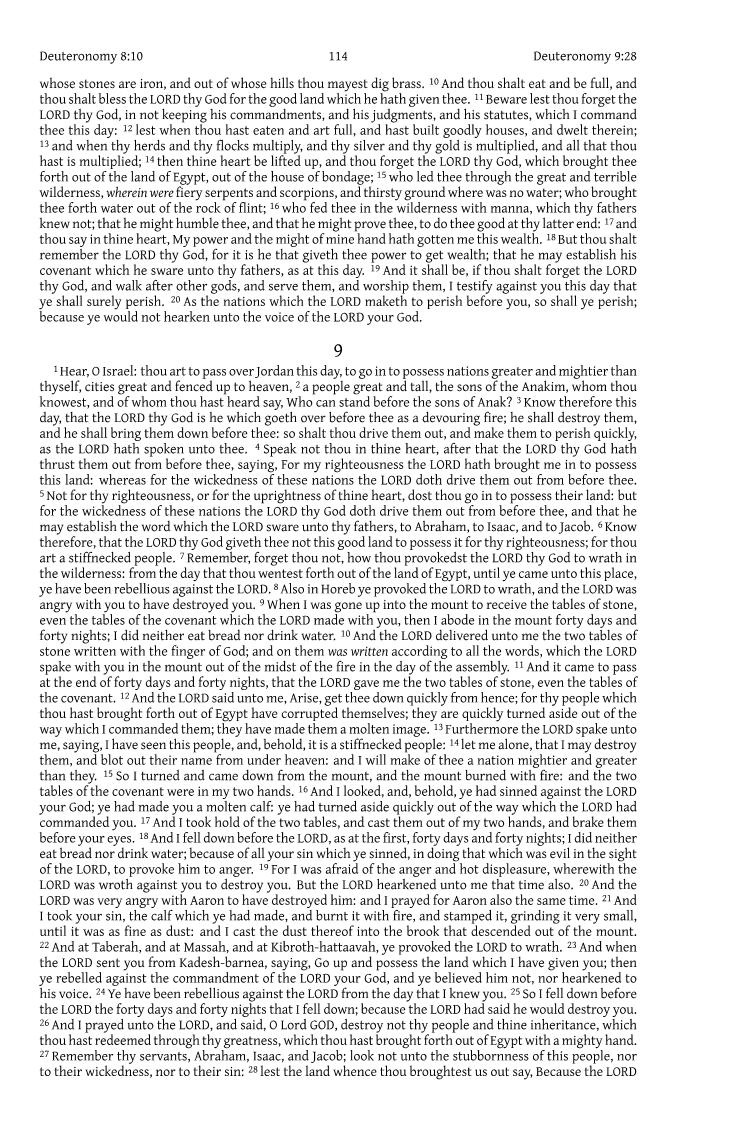 Deuteronomy 8:10 114 Deuteronomy 9:28
whose stones are iron, and out of whose hills thou mayest dig brass. 10 And thou shalt eat and be full, and
thou shalt bless the LORD thy God for the good land which he hath given thee. 11 Beware lest thou forget the
LORD thy God, in not keeping his commandments, and his judgments, and his statutes, which I command
thee this day: 12 lest when thou hast eaten and art full, and hast built goodly houses, and dwelt therein;
13 and when thy herds and thy flocks multiply, and thy silver and thy gold is multiplied, and all that thou
hast is multiplied; 14 then thine heart be lifted up, and thou forget the LORD thy God, which brought thee
forth out of the land of Egypt, out of the house of bondage; 15 who led thee through the great and terrible
wilderness, wherein were fiery serpents and scorpions, and thirsty ground where was no water; who brought
thee forth water out of the rock of flint; 16 who fed thee in the wilderness with manna, which thy fathers
knew not; that he might humble thee, and that he might prove thee, to do thee good at thy latter end: 17 and
thou say in thine heart, My power and the might of mine hand hath gotten me this wealth. 18 But thou shalt
remember the LORD thy God, for it is he that giveth thee power to get wealth; that he may establish his
covenant which he sware unto thy fathers, as at this day. 19 And it shall be, if thou shalt forget the LORD
thy God, and walk after other gods, and serve them, and worship them, I testify against you this day that
ye shall surely perish. 20 As the nations which the LORD maketh to perish before you, so shall ye perish;
because ye would not hearken unto the voice of the LORD your God.
9
1 Hear, O Israel: thou art to pass over Jordan this day, to go in to possess nations greater and mightier than
thyself, cities great and fenced up to heaven, 2 a people great and tall, the sons of the Anakim, whom thou
knowest, and of whom thou hast heard say, Who can stand before the sons of Anak? 3 Know therefore this
day, that the LORD thy God is he which goeth over before thee as a devouring fire; he shall destroy them,
and he shall bring them down before thee: so shalt thou drive them out, and make them to perish quickly,
as the LORD hath spoken unto thee. 4 Speak not thou in thine heart, after that the LORD thy God hath
thrust them out from before thee, saying, For my righteousness the LORD hath brought me in to possess
this land: whereas for the wickedness of these nations the LORD doth drive them out from before thee.
5 Not for thy righteousness, or for the uprightness of thine heart, dost thou go in to possess their land: but
for the wickedness of these nations the LORD thy God doth drive them out from before thee, and that he
may establish the word which the LORD sware unto thy fathers, to Abraham, to Isaac, and to Jacob. 6 Know
therefore, that the LORD thy God giveth thee not this good land to possess it for thy righteousness; for thou
art a stiffnecked people. 7 Remember, forget thou not, how thou provokedst the LORD thy God to wrath in
the wilderness: from the day that thou wentest forth out of the land of Egypt, until ye came unto this place,
ye have been rebellious against the LORD. 8 Also in Horeb ye provoked the LORD to wrath, and the LORD was
angry with you to have destroyed you. 9 When I was gone up into the mount to receive the tables of stone,
even the tables of the covenant which the LORD made with you, then I abode in the mount forty days and
forty nights; I did neither eat bread nor drink water. 10 And the LORD delivered unto me the two tables of
stone written with the finger of God; and on them was written according to all the words, which the LORD
spake with you in the mount out of the midst of the fire in the day of the assembly. 11 And it came to pass
at the end of forty days and forty nights, that the LORD gave me the two tables of stone, even the tables of
the covenant. 12 And the LORD said unto me, Arise, get thee down quickly from hence; for thy people which
thou hast brought forth out of Egypt have corrupted themselves; they are quickly turned aside out of the
way which I commanded them; they have made them a molten image. 13 Furthermore the LORD spake unto
me, saying, I have seen this people, and, behold, it is a stiffnecked people: 14 let me alone, that I may destroy
them, and blot out their name from under heaven: and I will make of thee a nation mightier and greater
than they. 15 So I turned and came down from the mount, and the mount burned with fire: and the two
tables of the covenant were in my two hands. 16 And I looked, and, behold, ye had sinned against the LORD
your God; ye had made you a molten calf: ye had turned aside quickly out of the way which the LORD had
commanded you. 17 And I took hold of the two tables, and cast them out of my two hands, and brake them
before your eyes. 18 And I fell down before the LORD, as at the first, forty days and forty nights; I did neither
eat bread nor drink water; because of all your sin which ye sinned, in doing that which was evil in the sight
of the LORD, to provoke him to anger. 19 For I was afraid of the anger and hot displeasure, wherewith the
LORD was wroth against you to destroy you. But the LORD hearkened unto me that time also. 20 And the
LORD was very angry with Aaron to have destroyed him: and I prayed for Aaron also the same time. 21 And
I took your sin, the calf which ye had made, and burnt it with fire, and stamped it, grinding it very small,
until it was as fine as dust: and I cast the dust thereof into the brook that descended out of the mount.
22 And at Taberah, and at Massah, and at Kibroth-hattaavah, ye provoked the LORD to wrath. 23 And when
the LORD sent you from Kadesh-barnea, saying, Go up and possess the land which I have given you; then
ye rebelled against the commandment of the LORD your God, and ye believed him not, nor hearkened to
his voice. 24 Ye have been rebellious against the LORD from the day that I knew you. 25 So I fell down before
the LORD the forty days and forty nights that I fell down; because the LORD had said he would destroy you.
26 And I prayed unto the LORD, and said, O Lord GOD, destroy not thy people and thine inheritance, which
thou hast redeemed through thy greatness, which thou hast brought forth out of Egypt with a mighty hand.
27 Remember thy servants, Abraham, Isaac, and Jacob; look not unto the stubbornness of this people, nor
to their wickedness, nor to their sin: 28 lest the land whence thou broughtest us out say, Because the LORD